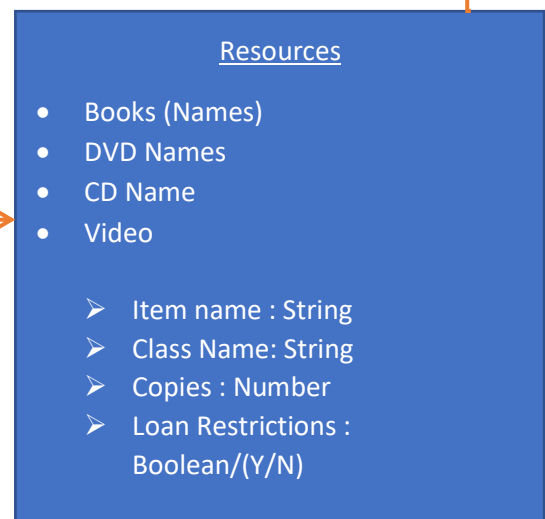 Resources
• Books (Names)
• DVD Names
• CD Name
• Video
➢ Item name : String
➢ Class Name: String
➢ Copies : Number
➢ Loan Restrictions :
Boolean/(Y/N)